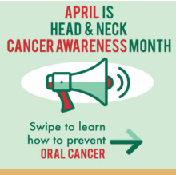 APRIL IS
HEAD & NECK
CANCER AWARENESS MONTH
Swipe to learn
how to prevent
ORAL CANCER